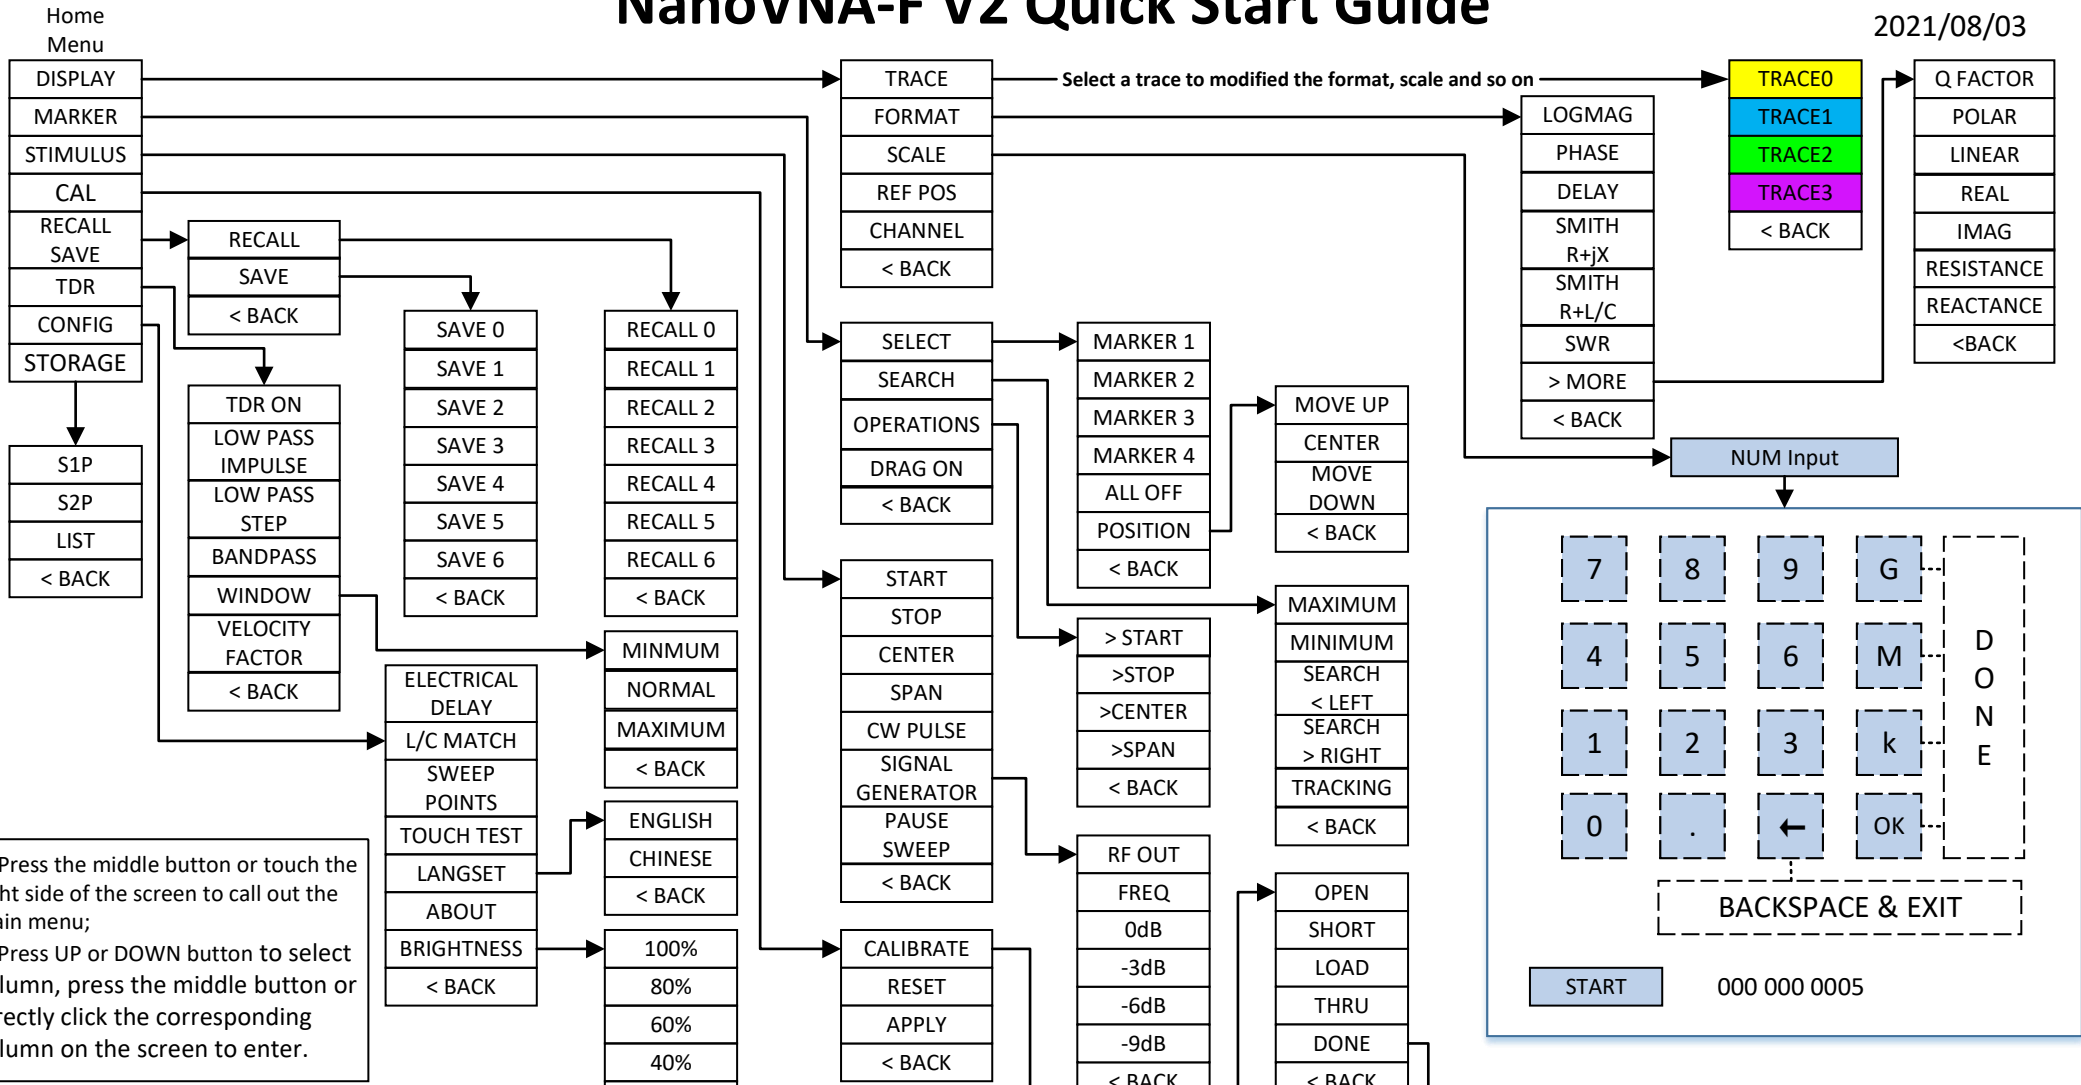 NanoVNA-F V2 Quick Start Guide
2021/08/03
Home
Menu
DISPLAY
MARKER
STIMULUS
CAL
RECALL
SAVE
TDR
CONFIG
STORAGE
S1P
S2P
LIST
< BACK
RECALL
SAVE
< BACK
TDR ON
LOW PASS
IMPULSE
LOW PASS
STEP
BANDPASS
WINDOW
VELOCITY
FACTOR
< BACK
SAVE 0
SAVE 1
SAVE 2
SAVE 3
SAVE 4
SAVE 5
SAVE 6
< BACK
RECALL 0
RECALL 1
RECALL 2
RECALL 3
RECALL 4
RECALL 5
RECALL 6
< BACK
MINMUM
NORMAL
MAXIMUM
< BACK
ELECTRICAL
DELAY
L/C MATCH
SWEEP
POINTS
TOUCH TEST
LANGSET
ABOUT
BRIGHTNESS
< BACK
ENGLISH
CHINESE
< BACK
100%
80%
60%
40%
Press the middle button or touch the
side of the screen to call out the
menu;
Press UP or DOWN button to select
press the middle button or
click the corresponding
on the screen to enter.
TRACE
FORMAT
SCALE
REF POS
CHANNEL
< BACK
Select a trace to modified the format, scale and so on
TRACE0
TRACE1
TRACE2
TRACE3
< BACK
LOGMAG
PHASE
DELAY
SMITH
R+jX
SMITH
R+L/C
SWR
> MORE
< BACK
Q FACTOR
POLAR
LINEAR
REAL
IMAG
RESISTANCE
REACTANCE
<BACK
SELECT
SEARCH
OPERATIONS
DRAG ON
< BACK
MARKER 1
MARKER 2
MARKER 3
MARKER 4
ALL OFF
POSITION
< BACK
MOVE UP
CENTER
MOVE
DOWN
< BACK
MAXIMUM
MINIMUM
SEARCH
< LEFT
SEARCH
> RIGHT
TRACKING
< BACK
> START
>STOP
>CENTER
>SPAN
< BACK
START
STOP
CENTER
SPAN
CW PULSE
SIGNAL
GENERATOR
PAUSE
SWEEP
< BACK
RF OUT
FREQ
0dB
-3dB
-6dB
-9dB
< BACK
CALIBRATE
RESET
APPLY
< BACK
OPEN
SHORT
LOAD
THRU
DONE
< BACK
NUM Input
7 8 9 G
4 5 6 M
1 2 3 k
0 . ← OK
D
O
N
E
BACKSPACE & EXIT
START 000 000 0005